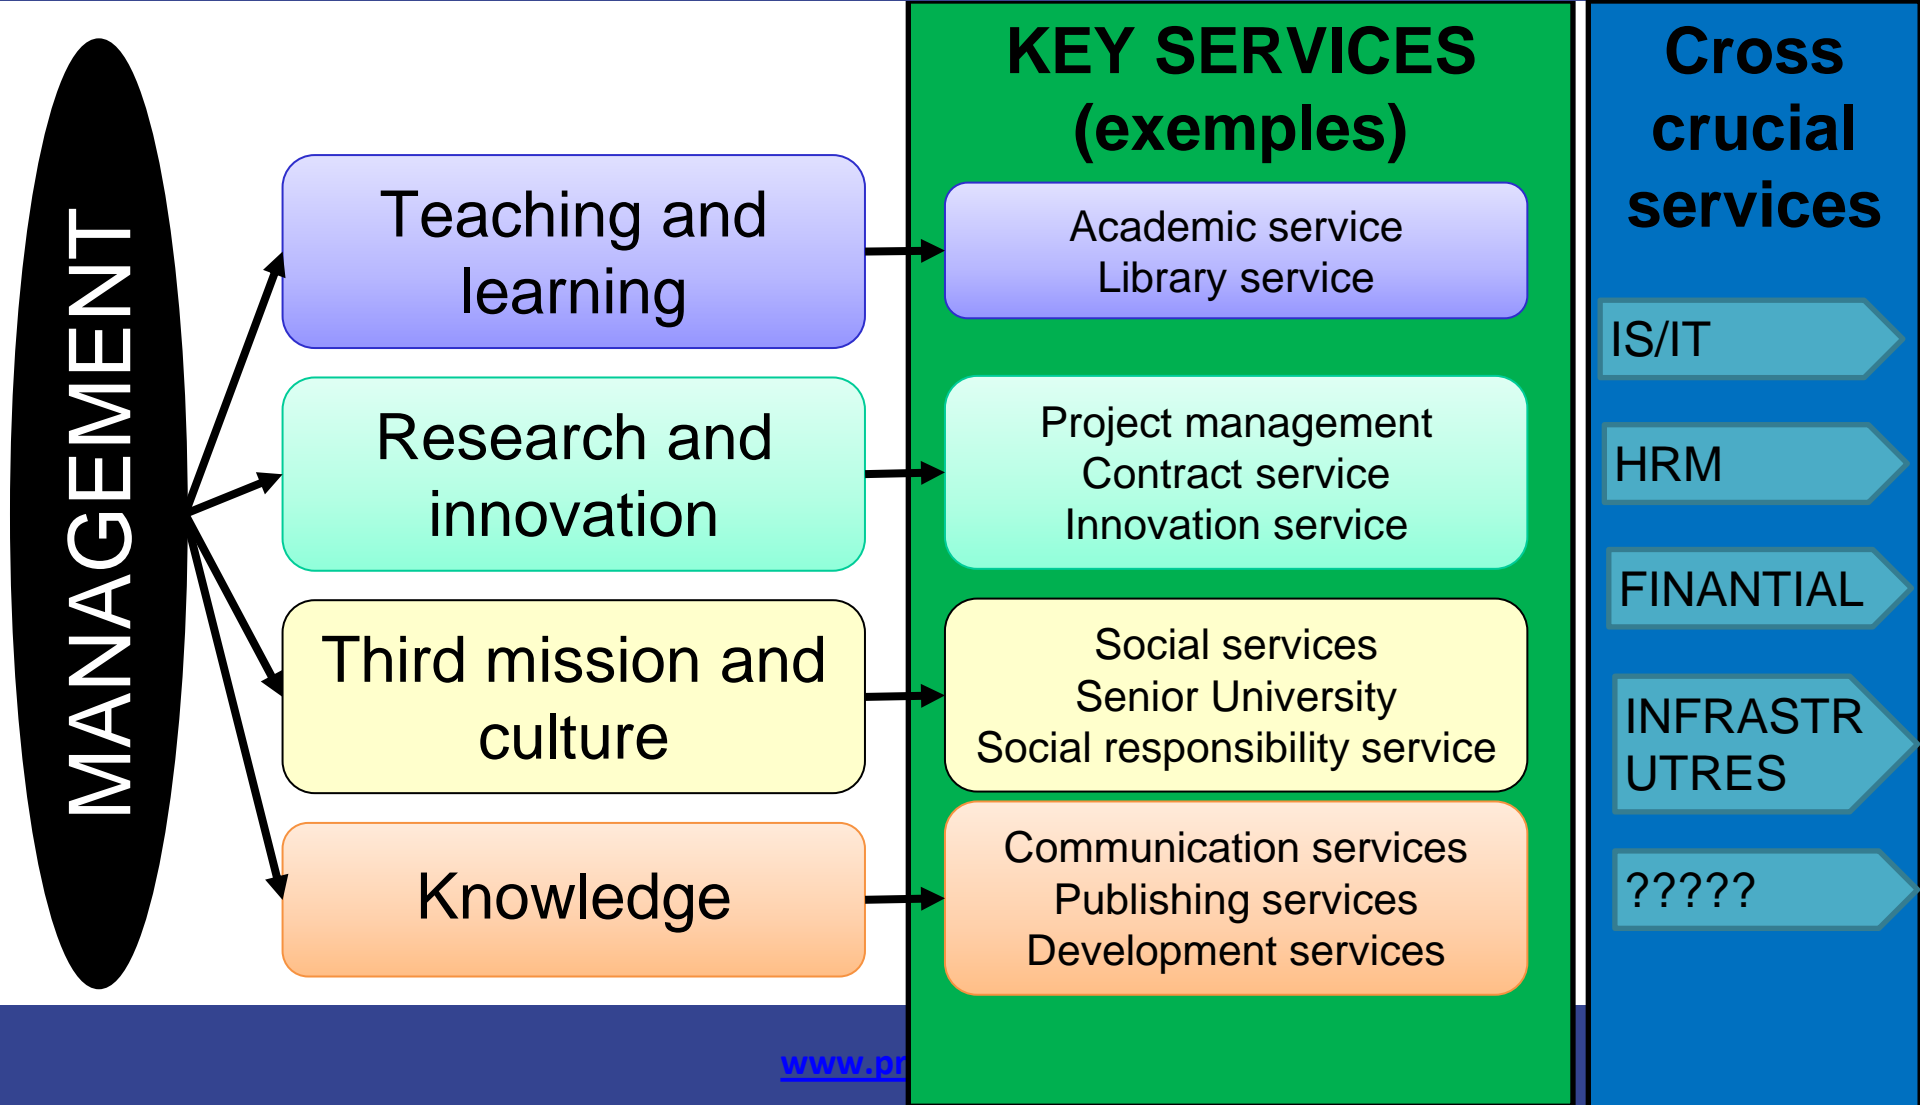 MANAGEMENT
Teaching and
learning
Research and
innovation
Third mission and
culture
Knowledge
KEY SERVICES
(exemples)
Academic service
Library service
Project management
Contract service
Innovation service
Social services
Senior University
Social responsibility service
Communication services
Publishing services
Development services
Cross
crucial
services
IS/IT
HRM
FINANTIAL
INFRASTR
UTRES
?????
www.pr